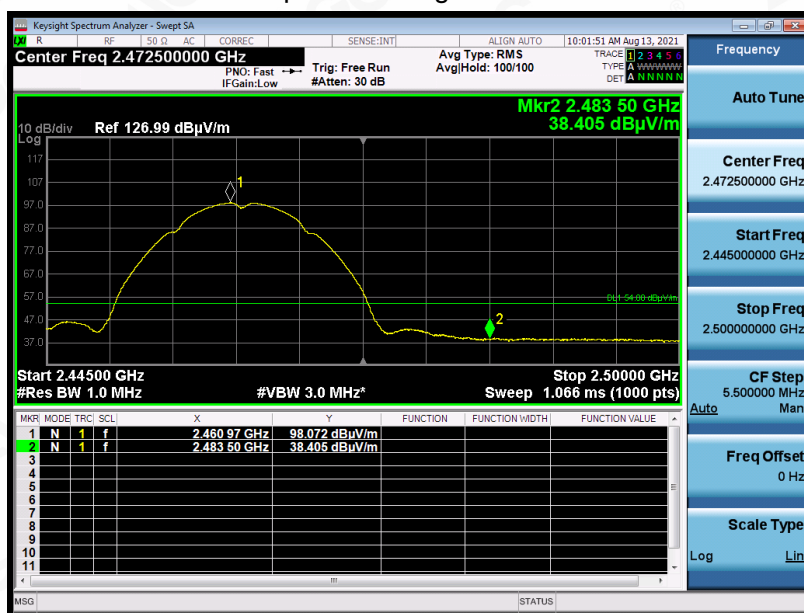 Keysight Spectrum Analyzer - Swept SA
LXI R RF 50 Ω AC CORREC SENSE:INT ALIGN AUTO 10:01:51 AM Aug 13, 2021
Center Freq 2.472500000 GHz
PNO: Fast
IFGain:Low
Trig: Free Run
#Atten: 30 dB
Avg Type: RMS
Avg|Hold: 100/100
TRACE 1 2 3 4 5 6
TYPE A WWWWW
DET A N N N N N
Mkr2 2.483 50 GHz
38.405 dBµV/m
10 dB/div Ref 126.99 dBµV/m
Log
117
107
97.0
87.0
77.0
67.0
57.0
47.0
37.0
1
2
DL1 54.00 dBµV/m
Start 2.44500 GHz Stop 2.50000 GHz
#Res BW 1.0 MHz #VBW 3.0 MHz* Sweep 1.066 ms (1000 pts)
MKR MODE TRC SCL X Y FUNCTION FUNCTION WIDTH FUNCTION VALUE
1 N 1 f 2.460 97 GHz 98.072 dBµV/m
2 N 1 f 2.483 50 GHz 38.405 dBµV/m
3
4
5
6
7
8
9
10
11
MSG STATUS
Frequency
Auto Tune
Center Freq
2.472500000 GHz
Start Freq
2.445000000 GHz
Stop Freq
2.500000000 GHz
CF Step
5.500000 MHz
Auto Man
Freq Offset
0 Hz
Scale Type
Log Lin